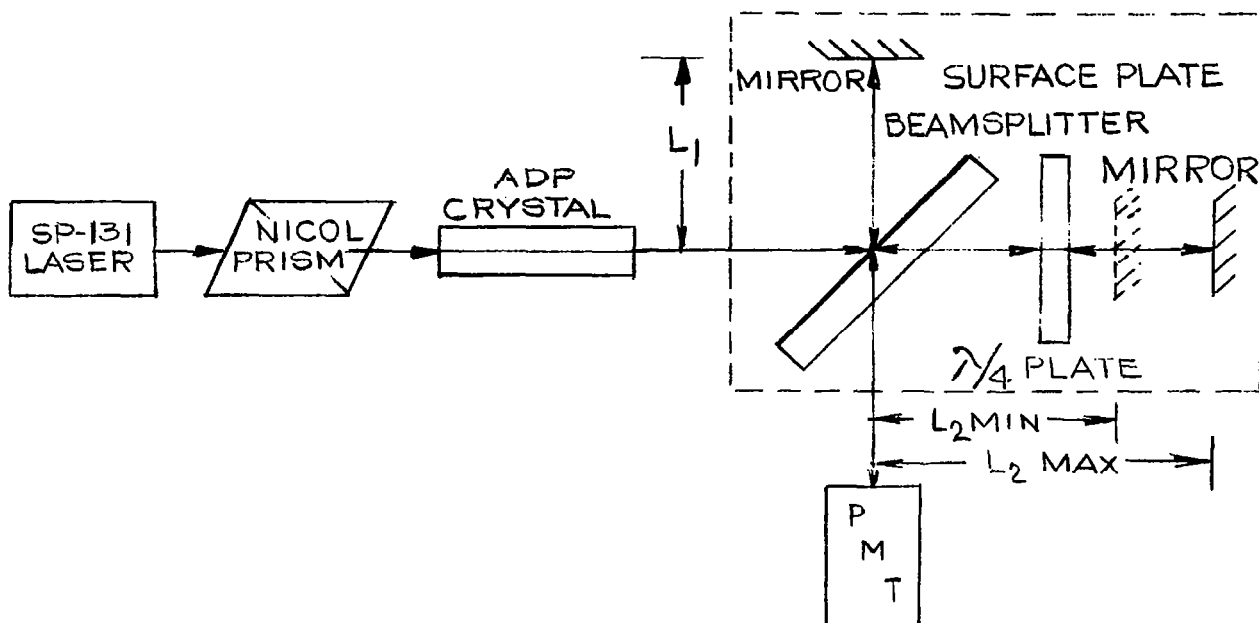 MIRROR
SURFACE PLATE
BEAMSPLITTER
L1
ADP
CRYSTAL
MIRROR
SP-131
LASER
NICOL
PRISM
λ/4 PLATE
L2 MIN
L2 MAX
P
M
T